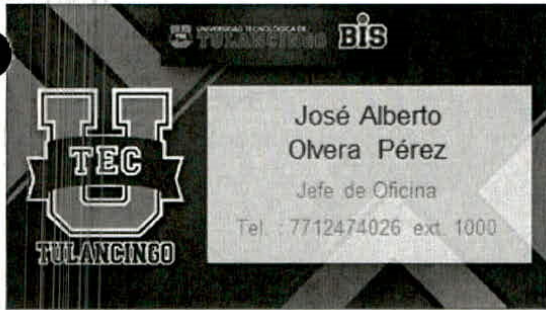 UNIVERSIDAD TECNOLÓGICA DE
TULANCINGO
BIS
U
TEC
TULANCINGO
José Alberto
Olvera Pérez
Jefe de Oficina
Tel. : 7712474026 ext. 1000